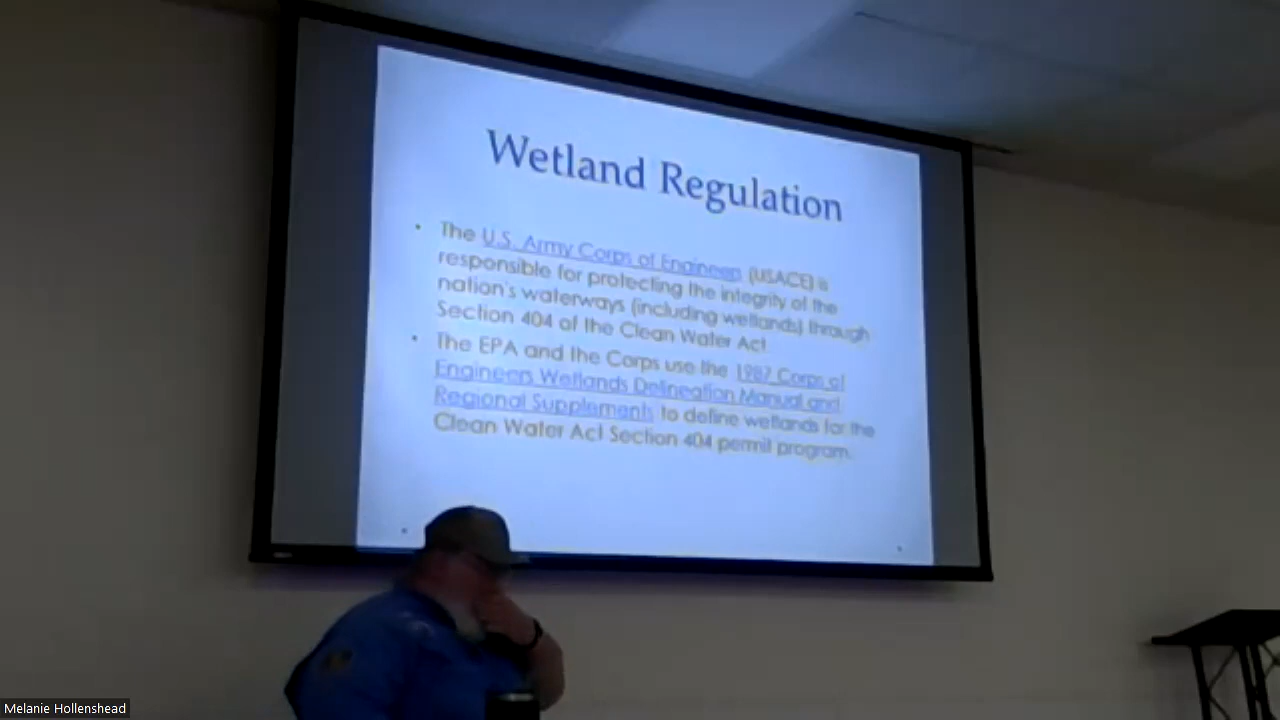 Wetland Regulation
• The U.S. Army Corps of Engineers (USACE) is
responsible for protecting the integrity of the
nation's waterways (including wetlands) through
Section 404 of the Clean Water Act
• The EPA and the Corps use the 1987 Corps of
Engineers Wetlands Delineation Manual and
Regional Supplements to define wetlands for the
Clean Water Act Section 404 permit program.
Melanie Hollenshead